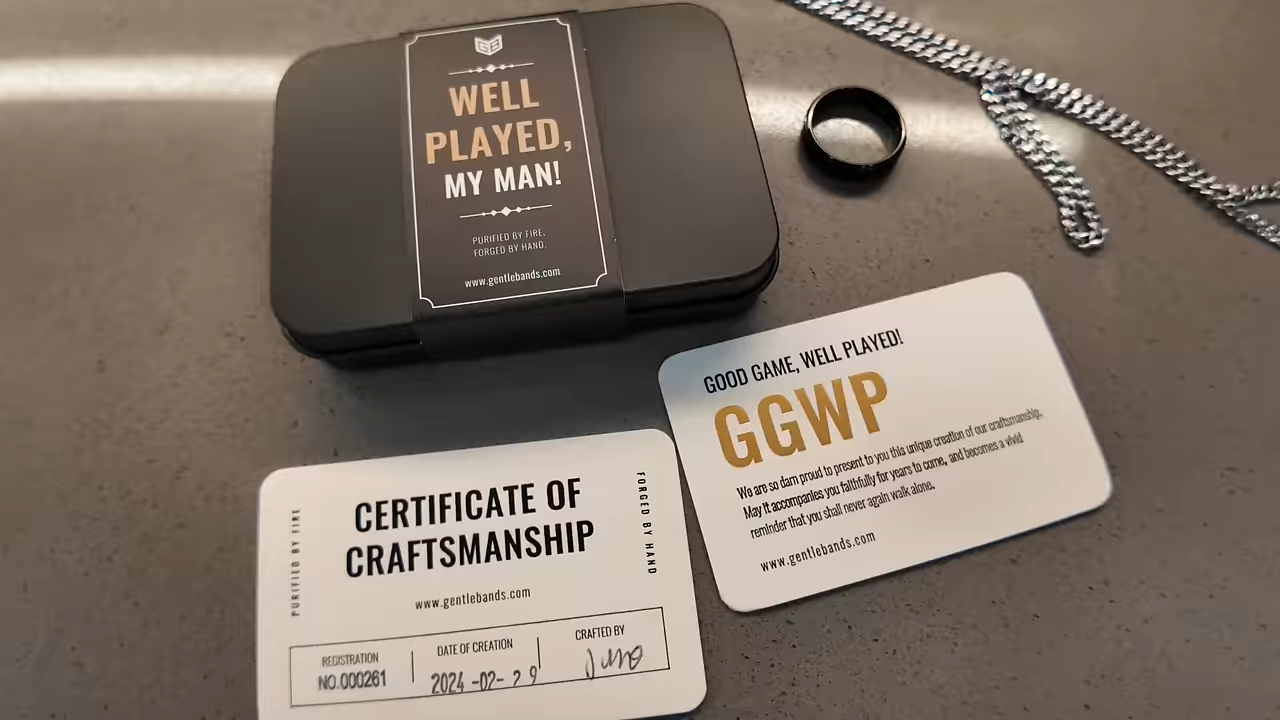 GB
WELL
PLAYED,
MY MAN!
PURIFIED BY FIRE,
FORGED BY HAND.
www.gentlebands.com
GOOD GAME, WELL PLAYED!
GGWP
We are so darn proud to present to you this unique creation of our craftsmanship.
May it accompanies you faithfully for years to come, and becomes a vivid
reminder that you shall never again walk alone.
www.gentlebands.com
CERTIFICATE OF
CRAFTSMANSHIP
PURIFIED BY FIRE
FORGED BY HAND
www.gentlebands.com
REGISTRATION
NO.000261
DATE OF CREATION
2024 -02- 29
CRAFTED BY